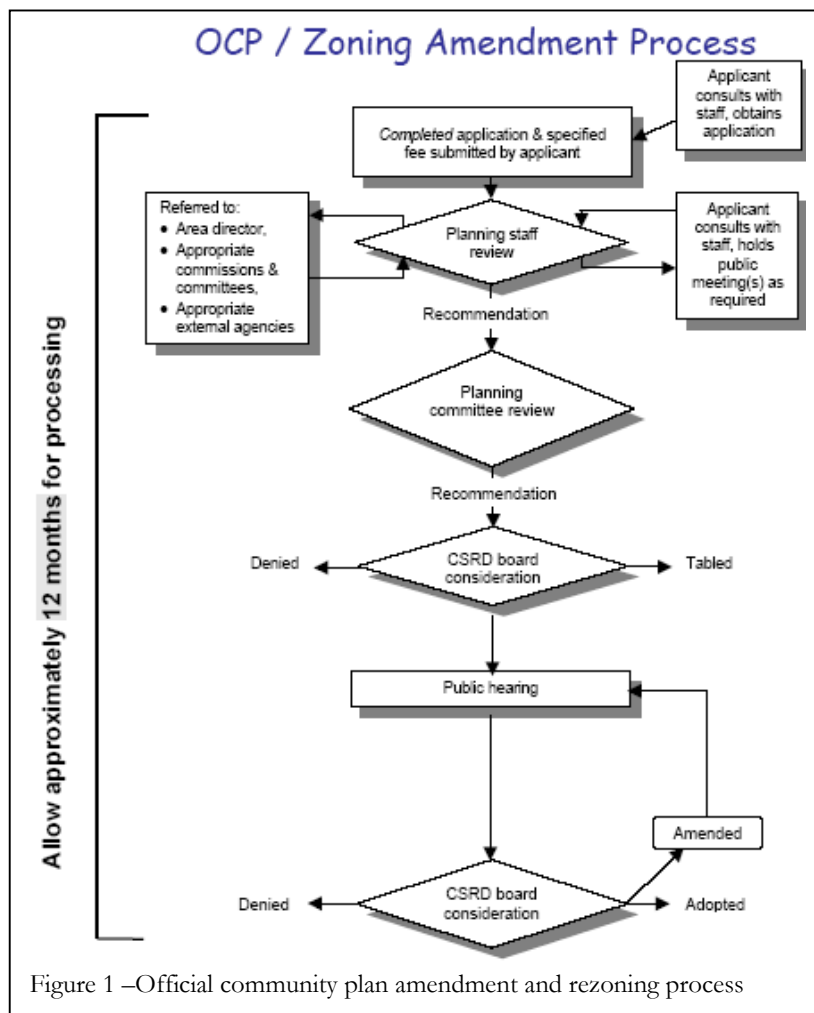 OCP / Zoning Amendment Process
Applicant
consults with
staff, obtains
application
Completed application & specified
fee submitted by applicant
Referred to:
• Area director,
• Appropriate
commissions &
committees,
• Appropriate
external agencies
Planning staff
review
Applicant
consults with
staff, holds
public
meeting(s) as
required
Recommendation
Planning
committee review
Recommendation
Denied
CSRD board
consideration
Tabled
Public hearing
Amended
Denied
CSRD board
consideration
Adopted
Allow approximately 12 months for processing
Figure 1 –Official community plan amendment and rezoning process